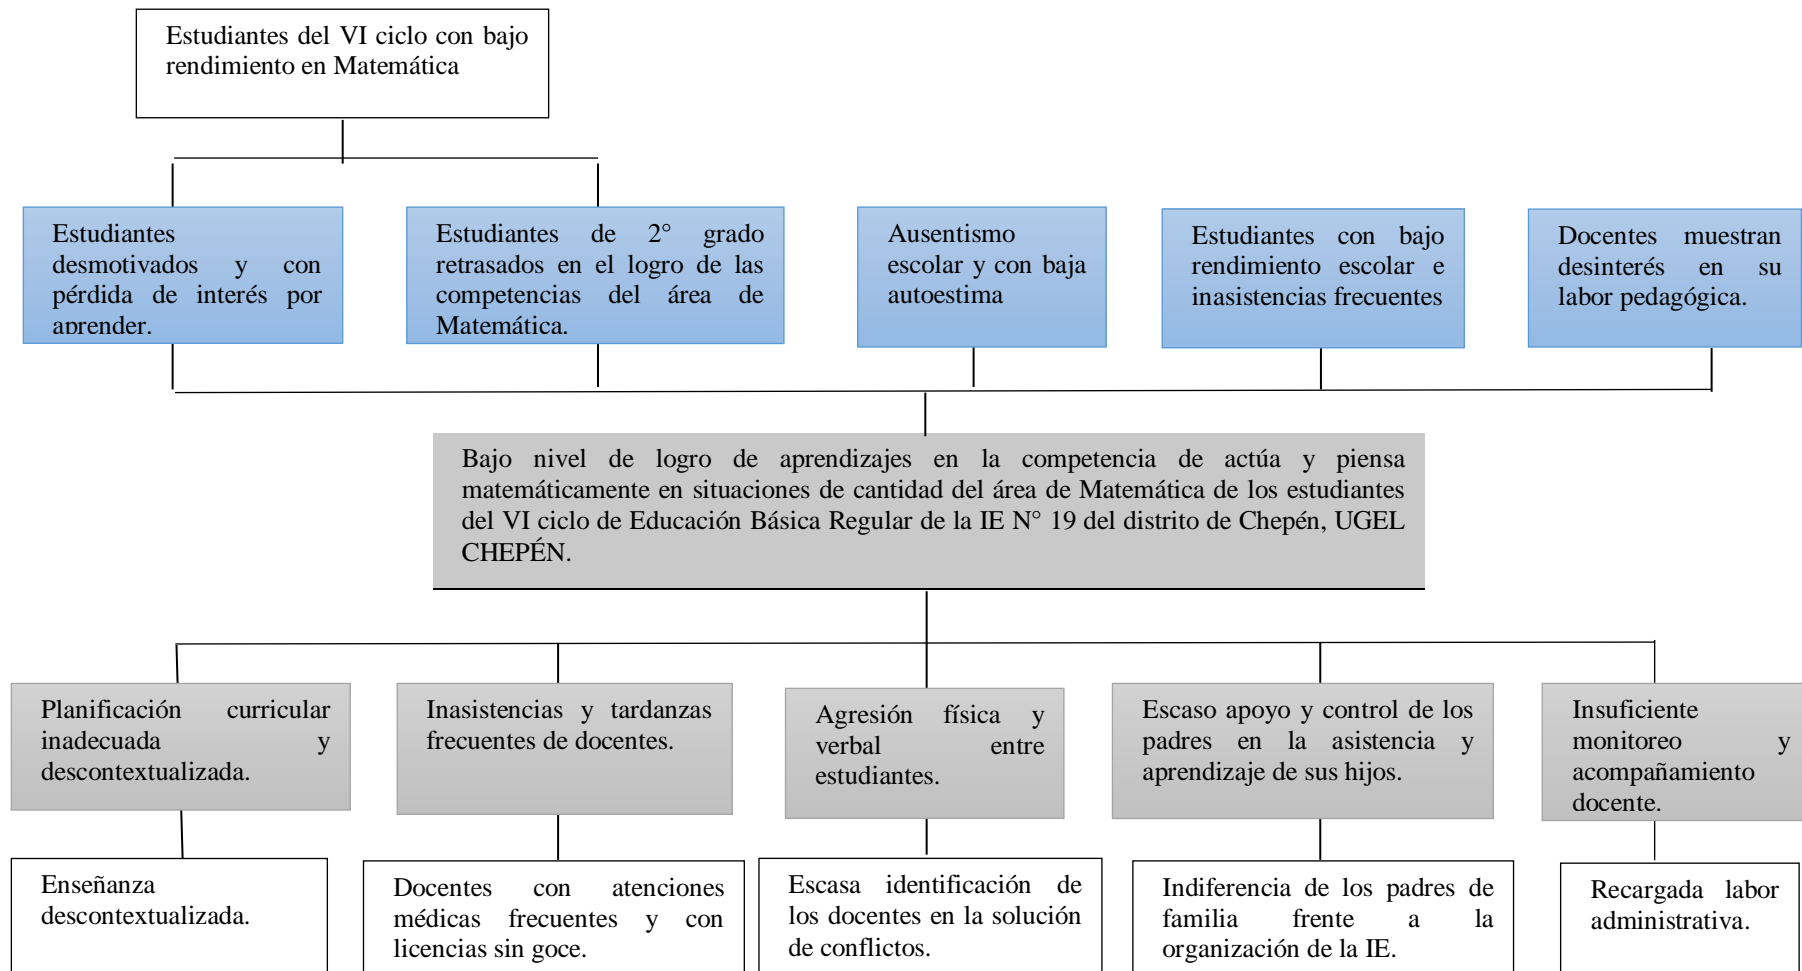 Estudiantes del VI ciclo con bajo
rendimiento en Matemática
Estudiantes
desmotivados y con
pérdida de interés por
aprender.
Estudiantes de 2° grado
retrasados en el logro de las
competencias del área de
Matemática.
Ausentismo
escolar y con baja
autoestima
Estudiantes con bajo
rendimiento escolar e
inasistencias frecuentes
Docentes muestran
desinterés en su
labor pedagógica.
Bajo nivel de logro de aprendizajes en la competencia de actúa y piensa
matemáticamente en situaciones de cantidad del área de Matemática de los estudiantes
del VI ciclo de Educación Básica Regular de la IE N° 19 del distrito de Chepén, UGEL
CHEPÉN.
Planificación curricular
inadecuada y
descontextualizada.
Inasistencias y tardanzas
frecuentes de docentes.
Agresión física y
verbal entre
estudiantes.
Escaso apoyo y control de los
padres en la asistencia y
aprendizaje de sus hijos.
Insuficiente
monitoreo y
acompañamiento
docente.
Enseñanza
descontextualizada.
Docentes con atenciones
médicas frecuentes y con
licencias sin goce.
Escasa identificación de
los docentes en la solución
de conflictos.
Indiferencia de los padres de
familia frente a la
organización de la IE.
Recargada labor
administrativa.